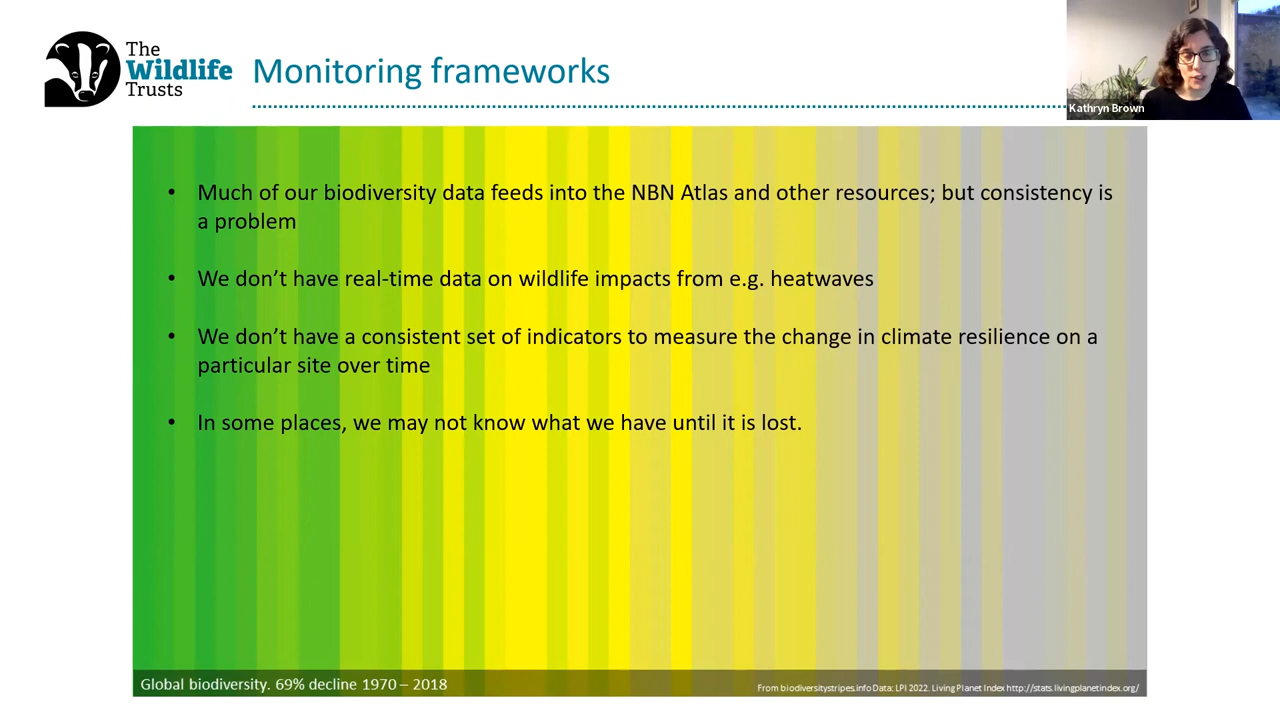 The
Wildlife
Trusts
Monitoring frameworks
Kathryn Brown
• Much of our biodiversity data feeds into the NBN Atlas and other resources; but consistency is
a problem
• We don’t have real-time data on wildlife impacts from e.g. heatwaves
• We don’t have a consistent set of indicators to measure the change in climate resilience on a
particular site over time
• In some places, we may not know what we have until it is lost.
Global biodiversity. 69% decline 1970 – 2018
From biodiversitystripes.info Data: LPI 2022. Living Planet Index http://stats.livingplanetindex.org/